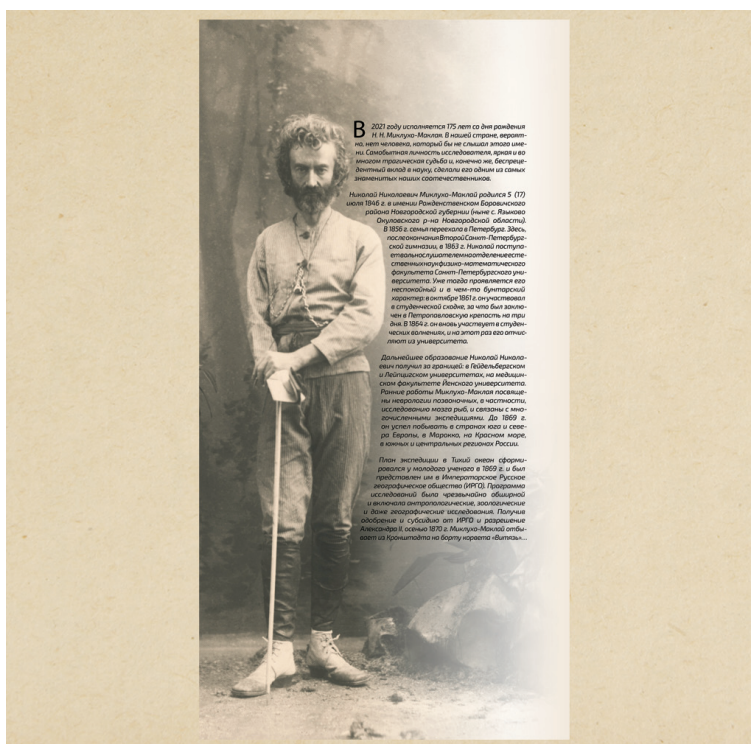 В 2021 году исполняется 175 лет со дня рождения
Н. Н. Миклухо-Маклая. В нашей стране, вероят-
но, нет человека, который бы не слышал этого име-
ни. Самобытная личность исследователя, яркая и во
многом трагическая судьба и, конечно же, беспреце-
дентный вклад в науку, сделали его одним из самых
знаменитых наших соотечественников.
Николай Николаевич Миклухо-Маклай родился 5 (17)
июля 1846 г. в имении Рождественском Боровичского
района Новгородской губернии (ныне с. Языково
Окуловского р-на Новгородской области).
В 1856 г. семья переехала в Петербург. Здесь,
после окончания Второй Санкт-Петербург-
ской гимназии, в 1863 г. Николай поступа-
ет вольнослушателем на отделение есте-
ственных наук физико-математического
факультета Санкт-Петербургского уни-
верситета. Уже тогда проявляется его
неспокойный и в чем-то бунтарский
характер: в октябре 1861 г. он участвовал
в студенческой сходке, за что был заклю-
чен в Петропавловскую крепость на три
дня. В 1864 г. он вновь участвует в студен-
ческих волнениях, и на этот раз его отчис-
ляют из университета.
Дальнейшее образование Николай Никола-
евич получил за границей: в Гейдельбергском
и Лейпцигском университетах, на медицин-
ском факультете Йенского университета.
Ранние работы Миклухо-Маклая посвяще-
ны неврологии позвоночных, в частности,
исследованию мозга рыб, и связаны с мно-
гочисленными экспедициями. До 1869 г.
он успел побывать в странах юга и севе-
ра Европы, в Марокко, на Красном море,
в южных и центральных регионах России.
План экспедиции в Тихий океан сформи-
ровался у молодого ученого в 1869 г. и был
представлен им в Императорское Русское
географическое общество (ИРГО). Программа
исследований была чрезвычайно обширной
и включала антропологические, зоологические
и даже географические исследования. Получив
одобрение и субсидию от ИРГО и разрешение
Александра II, осенью 1870 г. Миклухо-Маклай отбы-
вает из Кронштадта на борту корвета «Витязь»...